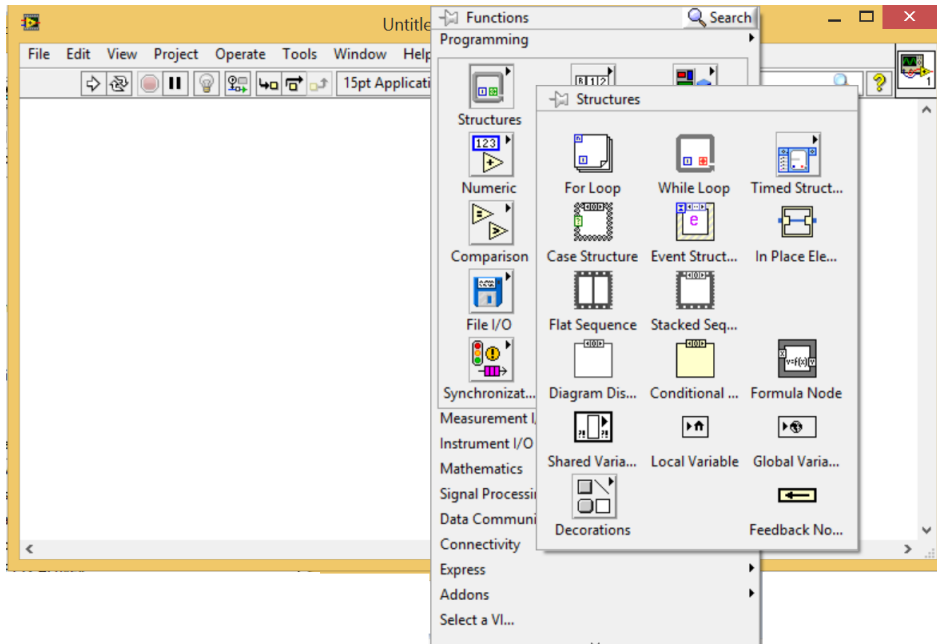 Untitle
Functions
Search
File Edit View Project Operate Tools Window Help
Programming
15pt Applicati
1
Structures
Structures
123
Numeric
For Loop
While Loop
Timed Struct...
Comparison
Case Structure
Event Struct...
In Place Ele...
File I/O
Flat Sequence
Stacked Seq...
Synchronizat...
Diagram Dis...
Conditional ...
Formula Node
Measurement I
Instrument I/O
Mathematics
Shared Varia...
Local Variable
Global Varia...
Signal Processi
Data Communi
Decorations
Feedback No...
Connectivity
Express
Addons
Select a VI...